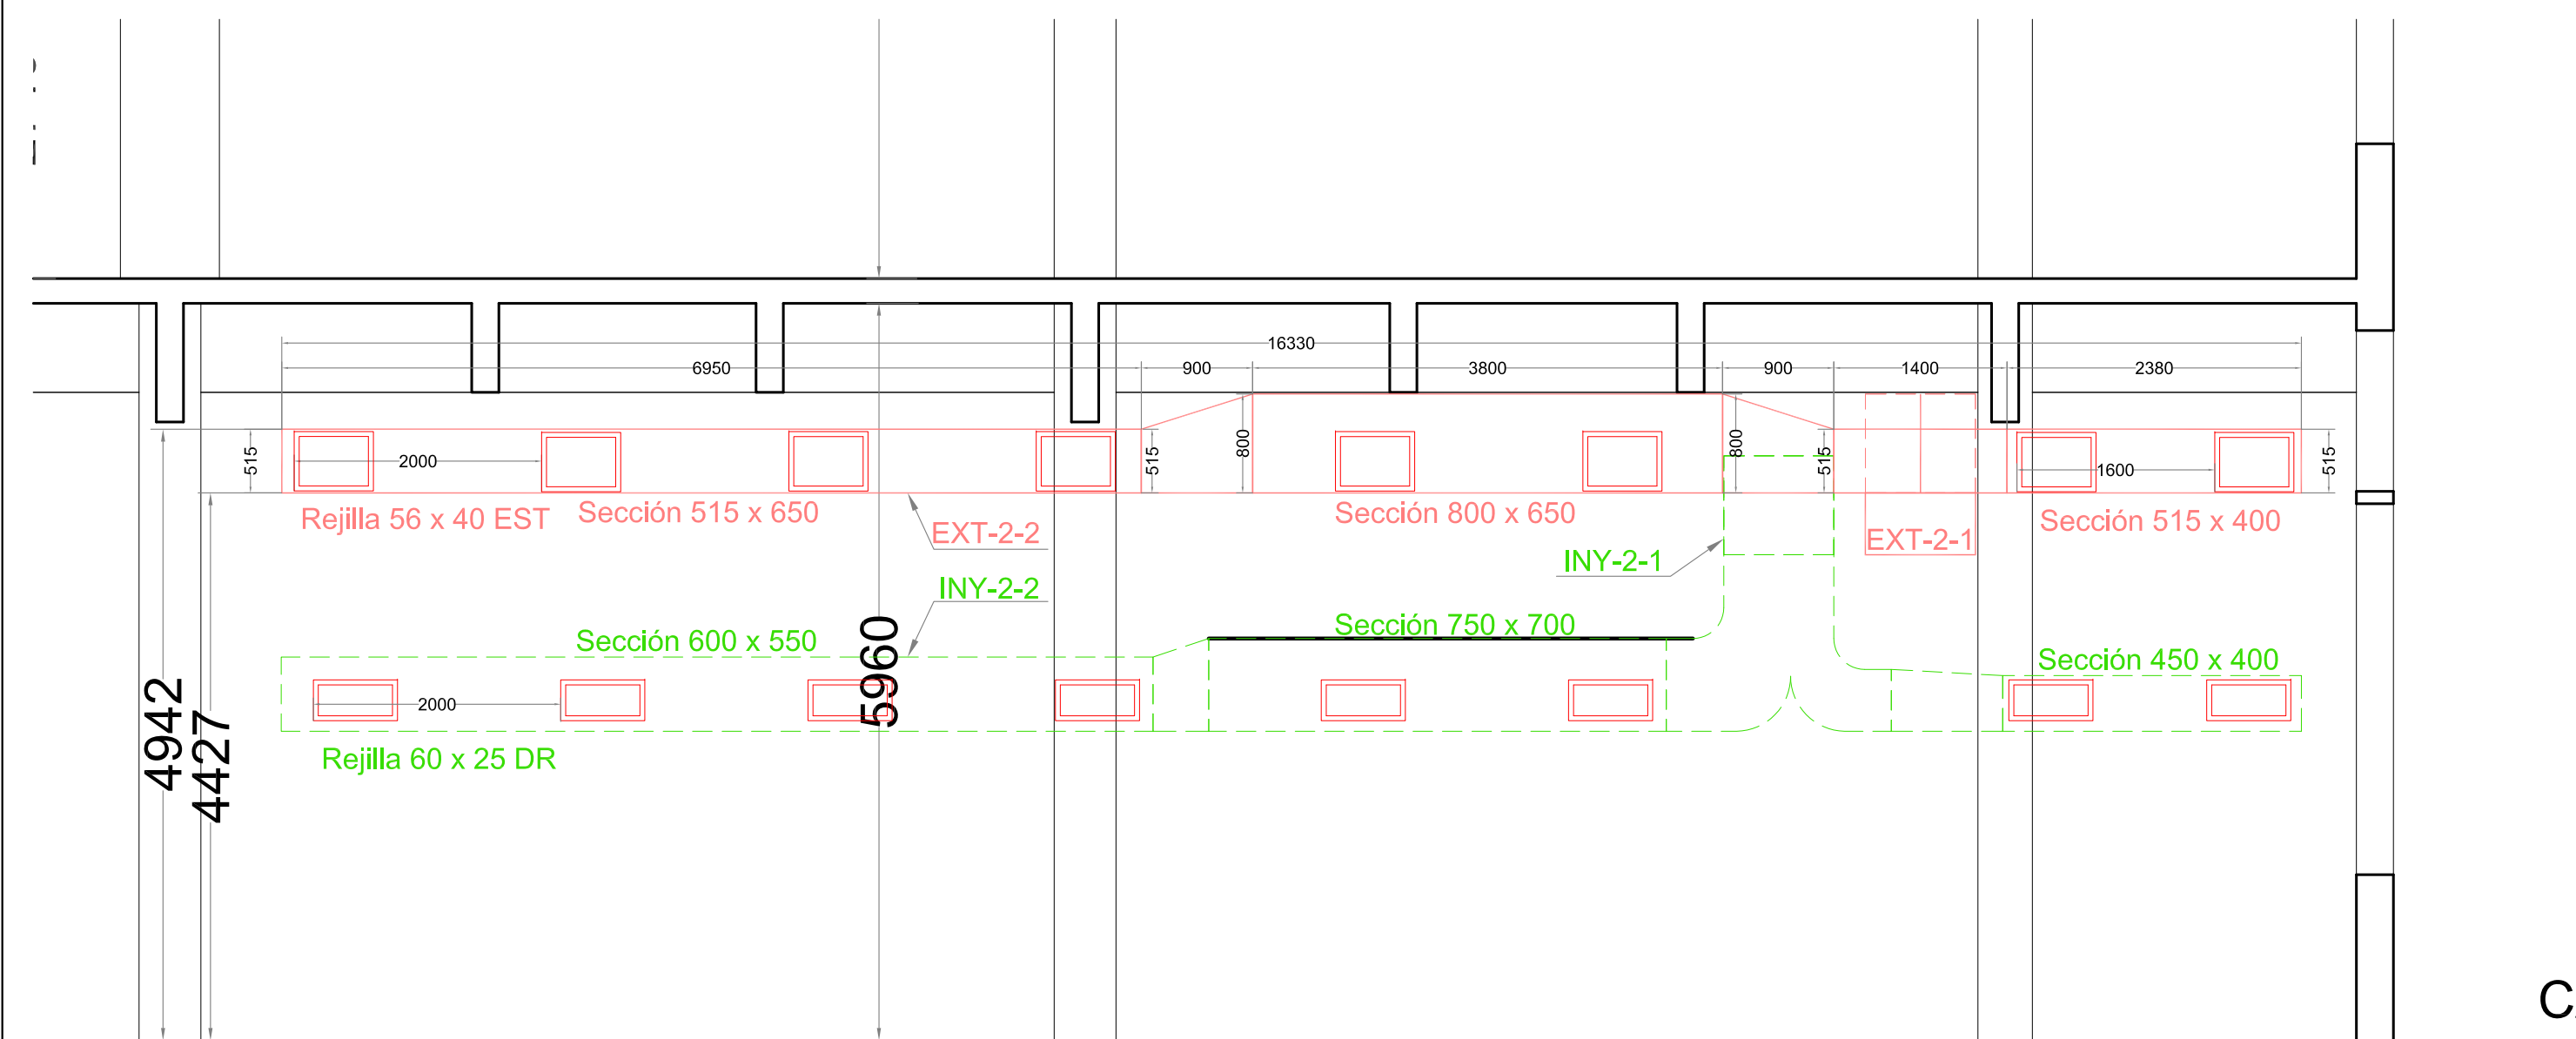 16330
6950
900
3800
900
1400
2380
515
2000
515
800
800
515
1600
515
Rejilla 56 x 40 EST
Sección 515 x 650
EXT-2-2
Sección 800 x 650
EXT-2-1
Sección 515 x 400
INY-2-1
INY-2-2
Sección 600 x 550
Sección 750 x 700
Sección 450 x 400
4942
4427
5960
2000
Rejilla 60 x 25 DR